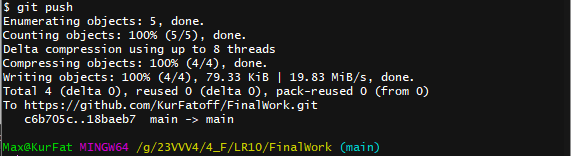 $ git push
Enumerating objects: 5, done.
Counting objects: 100% (5/5), done.
Delta compression using up to 8 threads
Compressing objects: 100% (4/4), done.
Writing objects: 100% (4/4), 79.33 KiB | 19.83 MiB/s, done.
Total 4 (delta 0), reused 0 (delta 0), pack-reused 0 (from 0)
To https://github.com/KurFatoff/FinalWork.git
   c6b705c..18baeb7  main -> main

Max@KurFat MINGW64 /g/23VVV4/4_F/LR10/FinalWork (main)